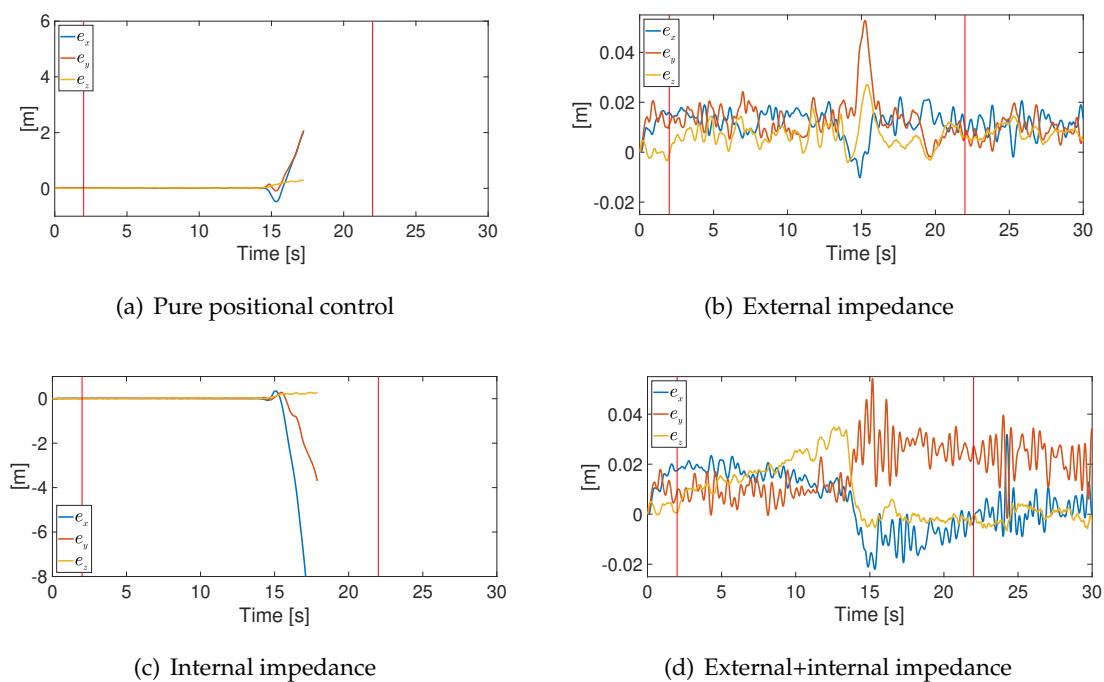 6
4
2
0
[m]
e_x
e_y
e_z
0 5 10 15 20 25 30
Time [s]
(a) Pure positional control
0.04
0.02
0
-0.02
[m]
e_x
e_y
e_z
0 5 10 15 20 25 30
Time [s]
(b) External impedance
0
-2
-4
-6
-8
[m]
e_x
e_y
e_z
0 5 10 15 20 25 30
Time [s]
(c) Internal impedance
0.04
0.02
0
-0.02
[m]
e_x
e_y
e_z
0 5 10 15 20 25 30
Time [s]
(d) External+internal impedance